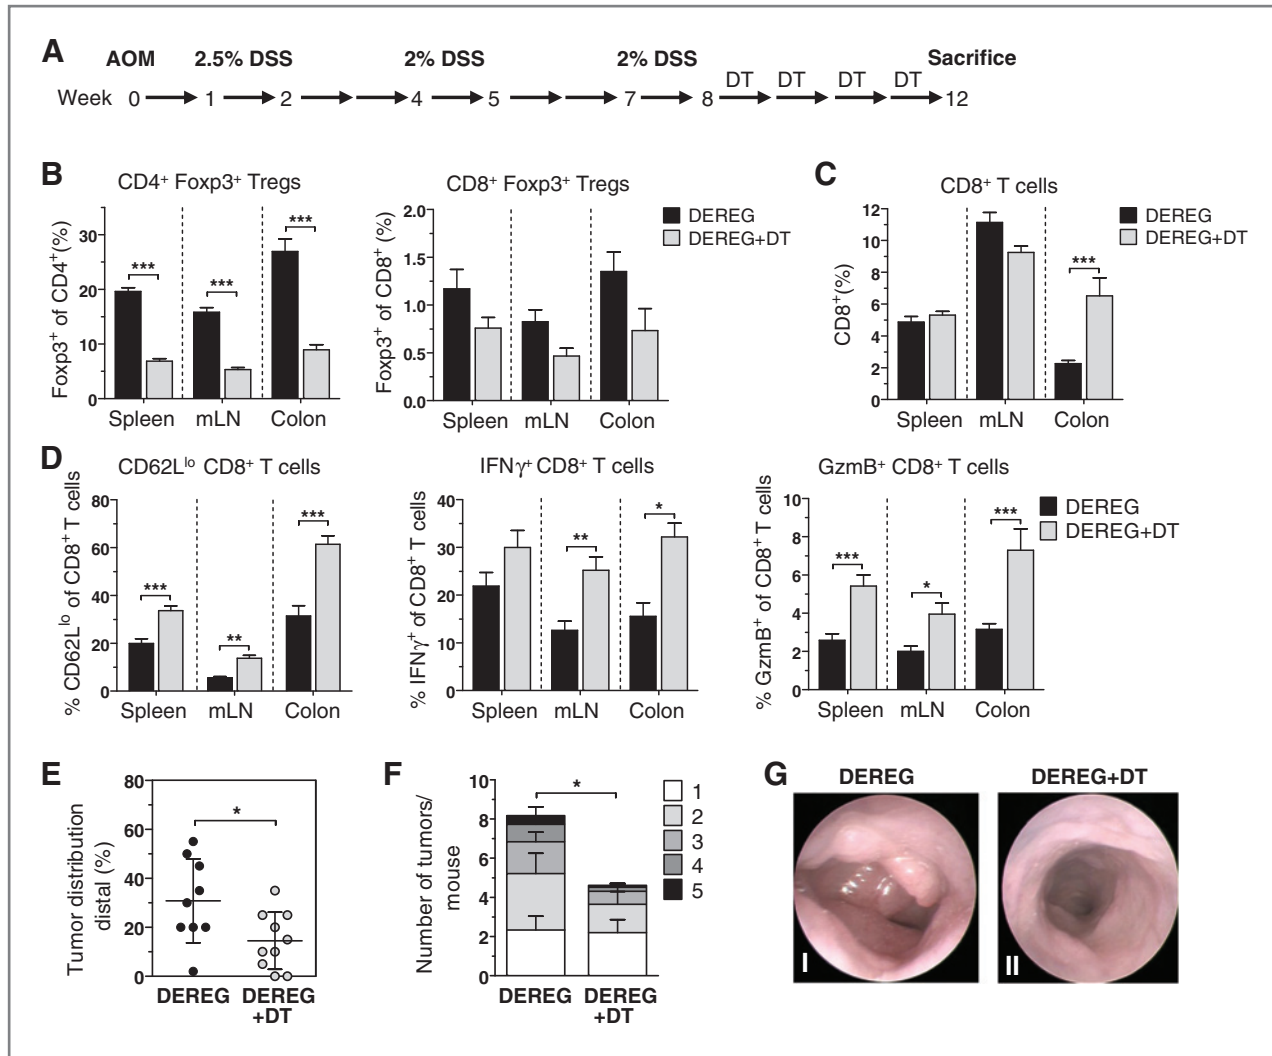 A
AOM 2.5% DSS 2% DSS 2% DSS Sacrifice
DT DT DT DT
Week 0 1 2 4 5 7 8 12
B
CD4⁺ Foxp3⁺ Tregs
Foxp3⁺ of CD4⁺(%)
30
20
10
0
***
***
***
Spleen mLN Colon
CD8⁺ Foxp3⁺ Tregs
Foxp3⁺ of CD8⁺ (%)
2.0
1.5
1.0
0.5
0.0
Spleen mLN Colon
DEREG
DEREG+DT
C
CD8⁺ T cells
CD8⁺(%)
12
10
8
6
4
2
0
***
Spleen mLN Colon
DEREG
DEREG+DT
D
CD62Lˡᵒ CD8⁺ T cells
% CD62Lˡᵒ of CD8⁺ T cells
80
60
40
20
0
***
**
***
Spleen mLN Colon
IFNγ⁺ CD8⁺ T cells
% IFNγ⁺ of CD8⁺ T cells
40
30
20
10
0
**
*
Spleen mLN Colon
GzmB⁺ CD8⁺ T cells
% GzmB⁺ of CD8⁺ T cells
10
8
6
4
2
0
***
*
***
Spleen mLN Colon
DEREG
DEREG+DT
E
Tumor distribution
distal (%)
80
60
40
20
0
*
DEREG DEREG
+DT
F
Number of tumors/
mouse
10
8
6
4
2
0
*
DEREG DEREG
+DT
1
2
3
4
5
G
DEREG DEREG+DT
I II